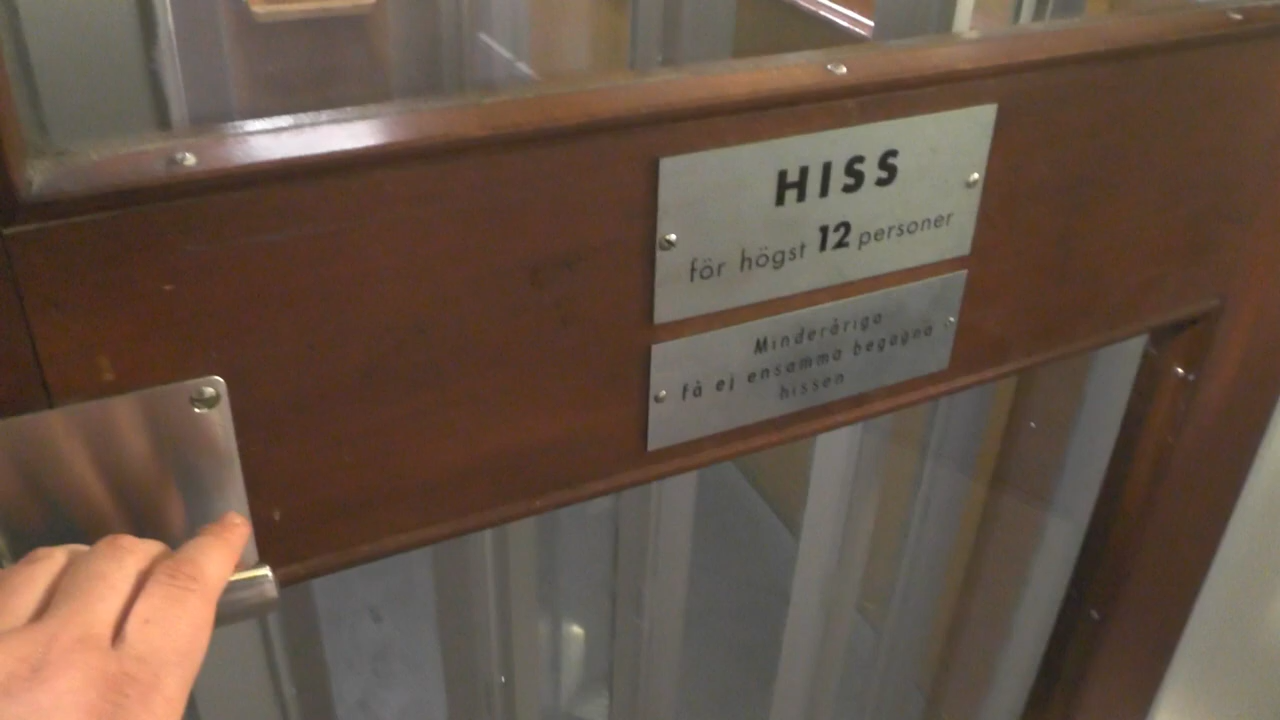 HISS
för högst 12 personer
Minderåriga
få ej ensamma begagna
hissen